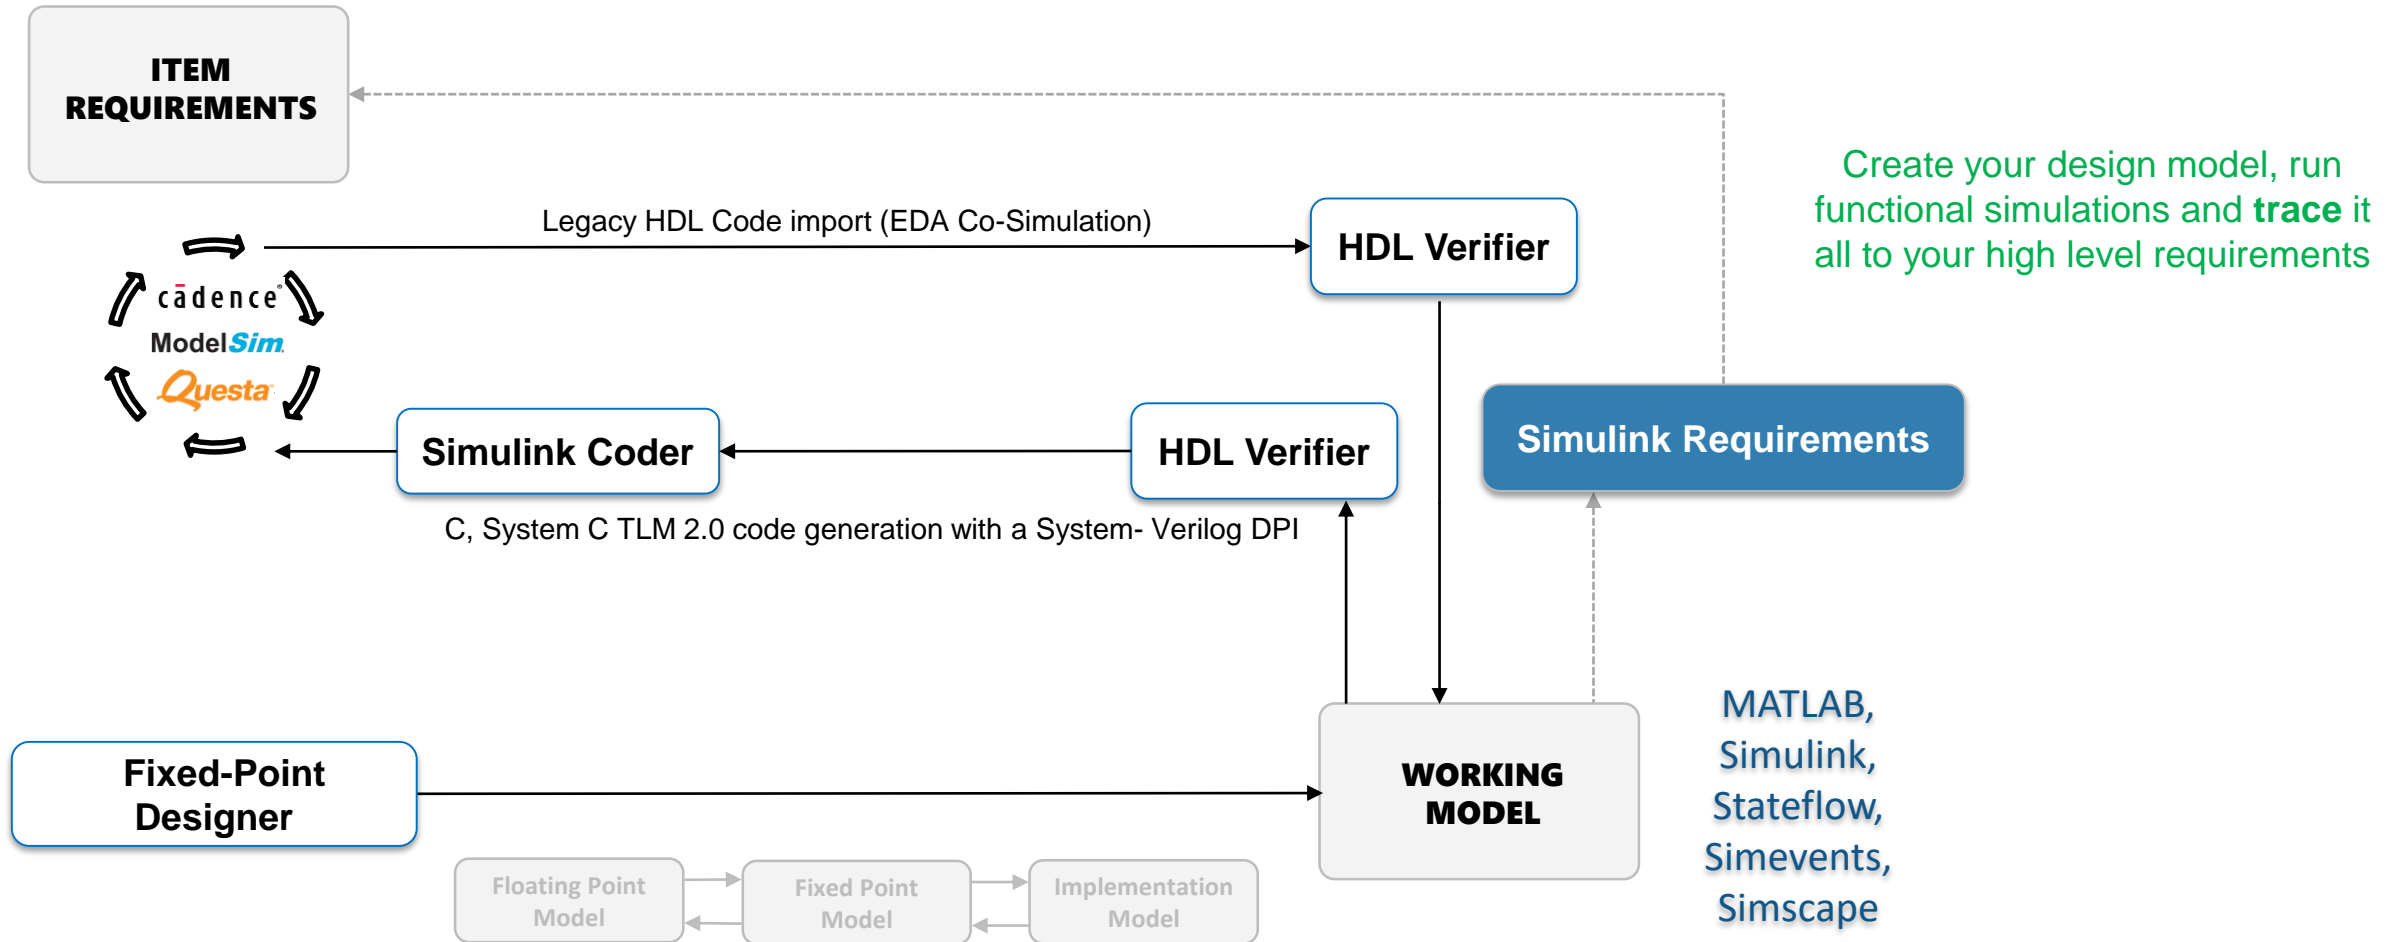 ITEM
REQUIREMENTS
Create your design model, run
functional simulations and trace it
all to your high level requirements
Legacy HDL Code import (EDA Co-Simulation)
HDL Verifier
cādence®
ModelSim
Questa
Simulink Coder
HDL Verifier
Simulink Requirements
C, System C TLM 2.0 code generation with a System- Verilog DPI
Fixed-Point
Designer
WORKING
MODEL
MATLAB,
Simulink,
Stateflow,
Simevents,
Simscape
Floating Point
Model
Fixed Point
Model
Implementation
Model